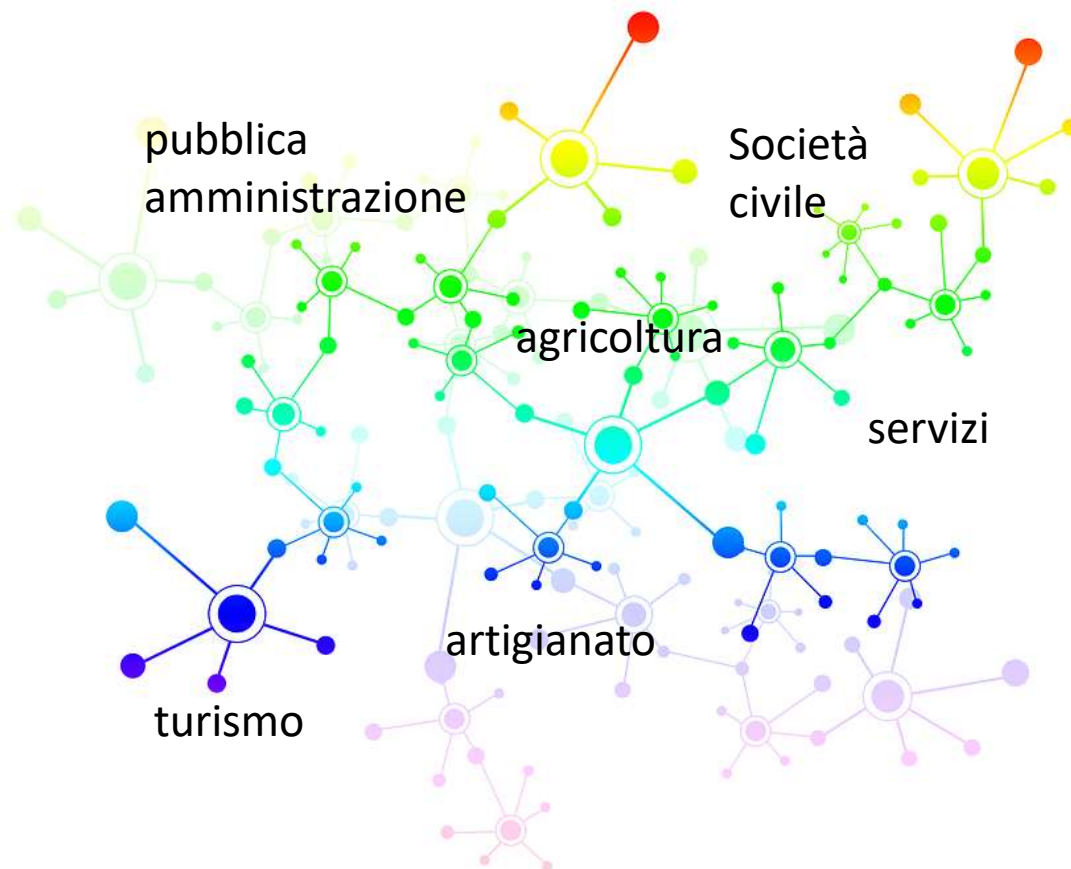 pubblica
amministrazione
Società
civile
agricoltura
servizi
artigianato
turismo